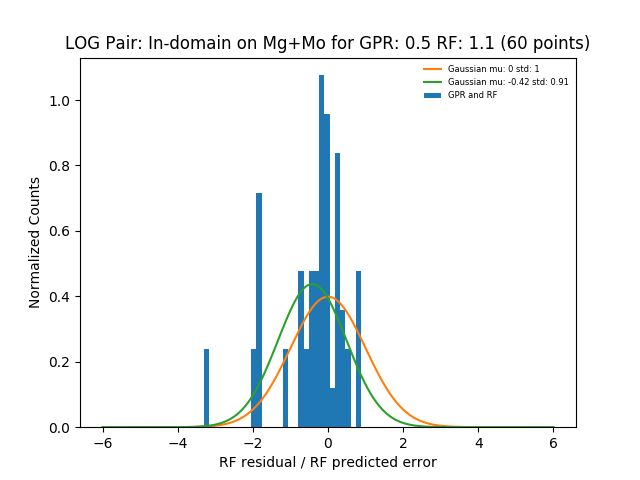 LOG Pair: In-domain on Mg+Mo for GPR: 0.5 RF: 1.1 (60 points)
Gaussian mu: 0 std: 1
Gaussian mu: -0.42 std: 0.91
GPR and RF
1.0
0.8
0.6
0.4
0.2
0.0
Normalized Counts
−6 −4 −2 0 2 4 6
RF residual / RF predicted error